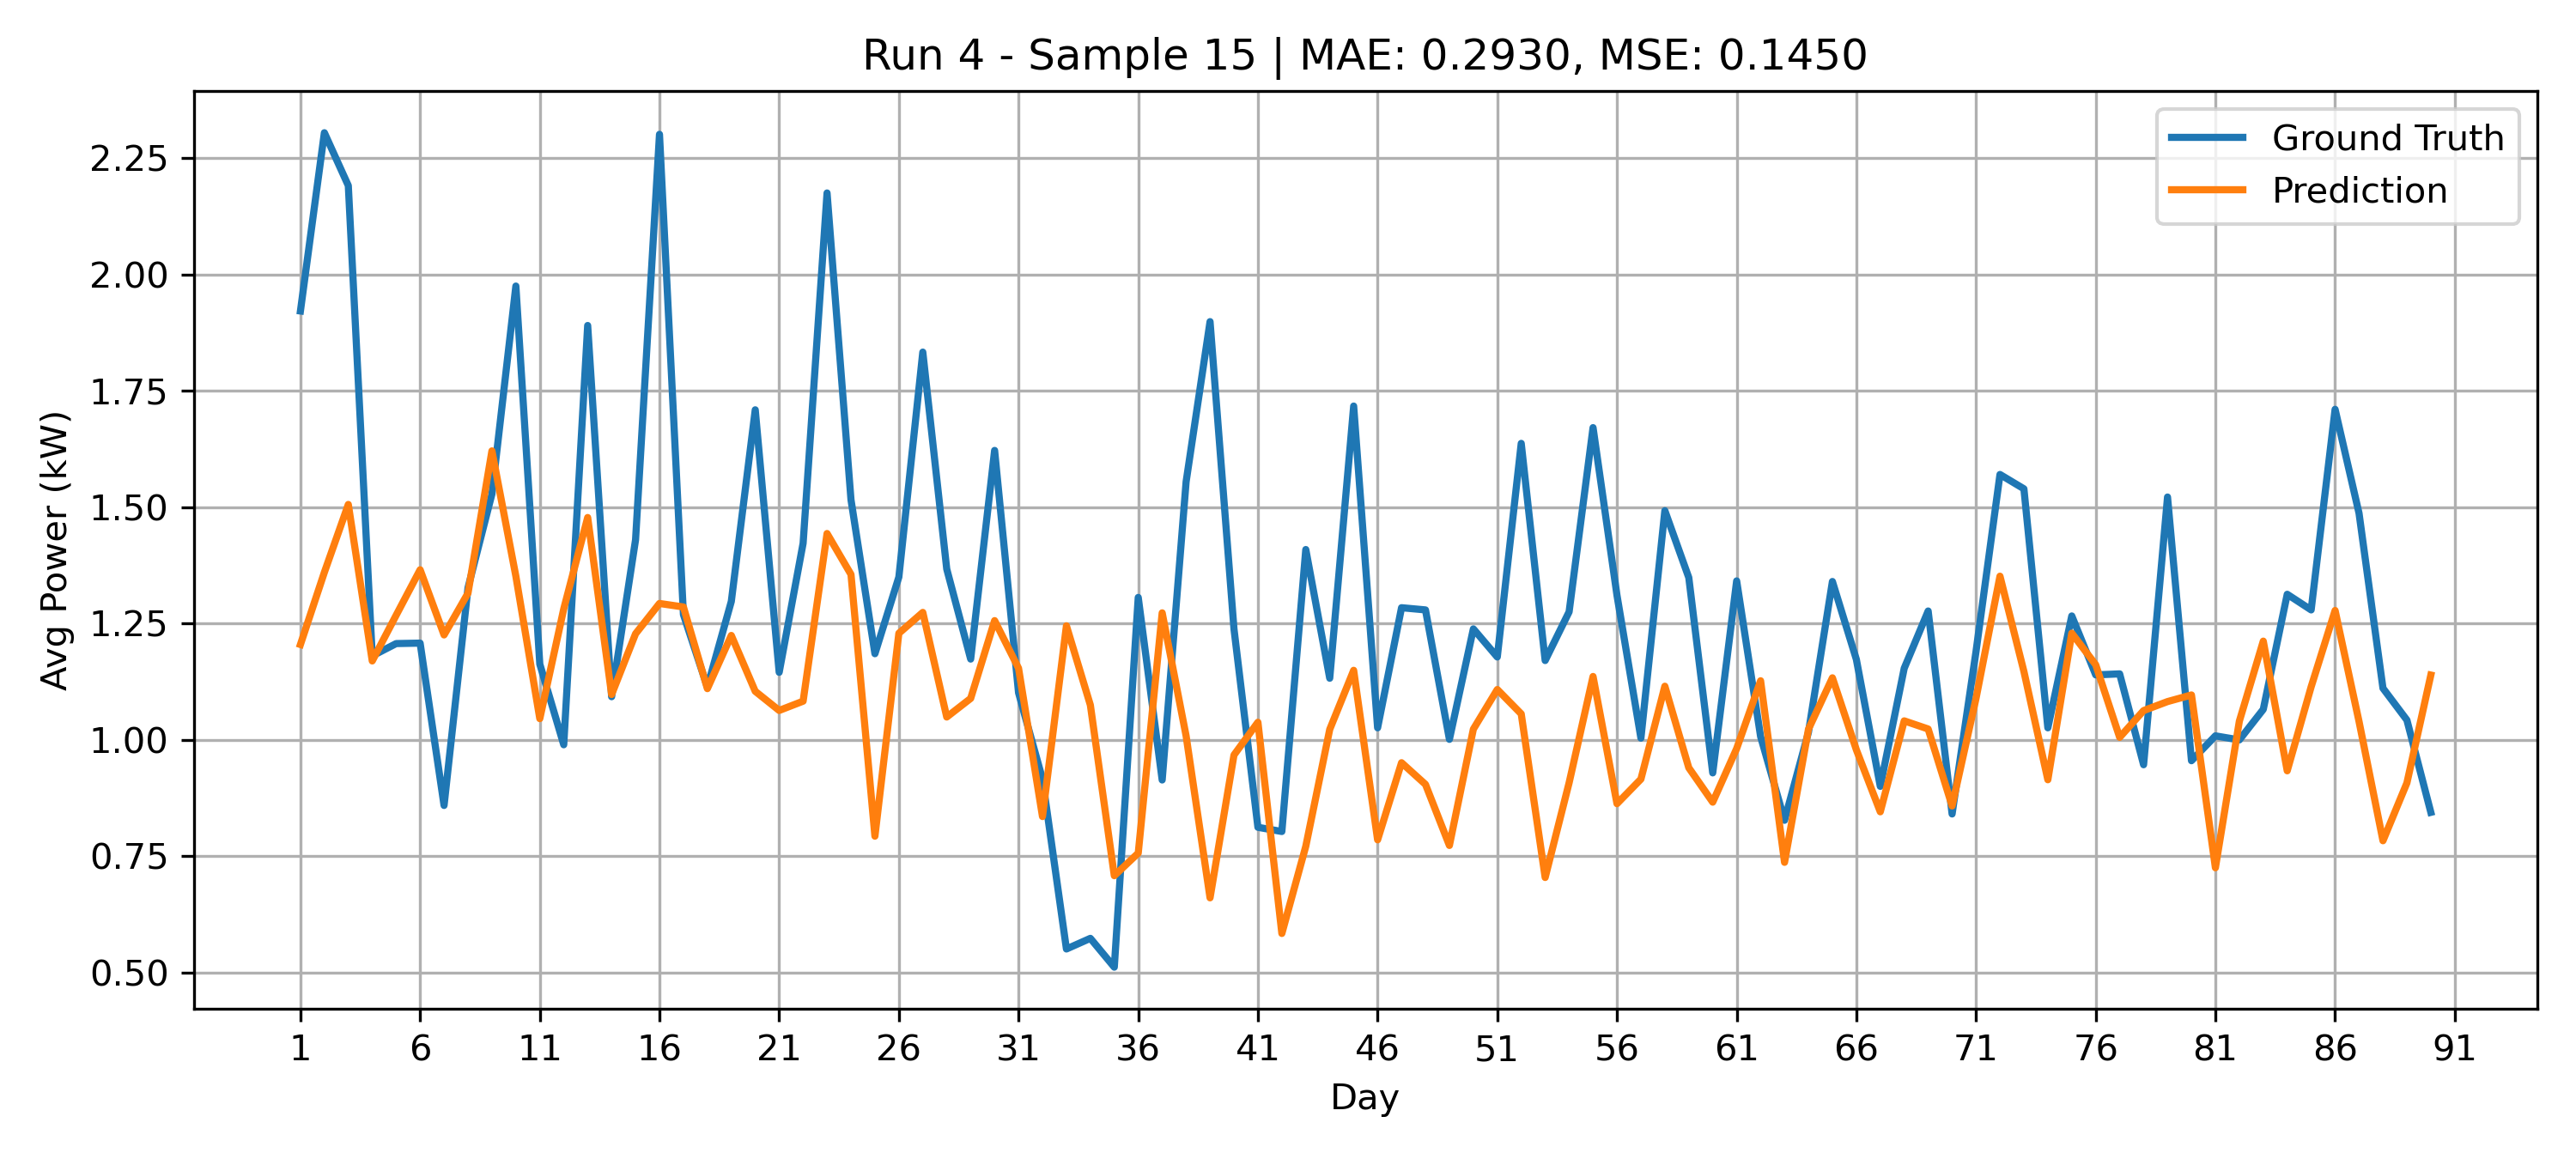 Run 4 - Sample 15 | MAE: 0.2930, MSE: 0.1450
Ground Truth
Prediction
Avg Power (kW)
2.25
2.00
1.75
1.50
1.25
1.00
0.75
0.50
1 6 11 16 21 26 31 36 41 46 51 56 61 66 71 76 81 86 91
Day